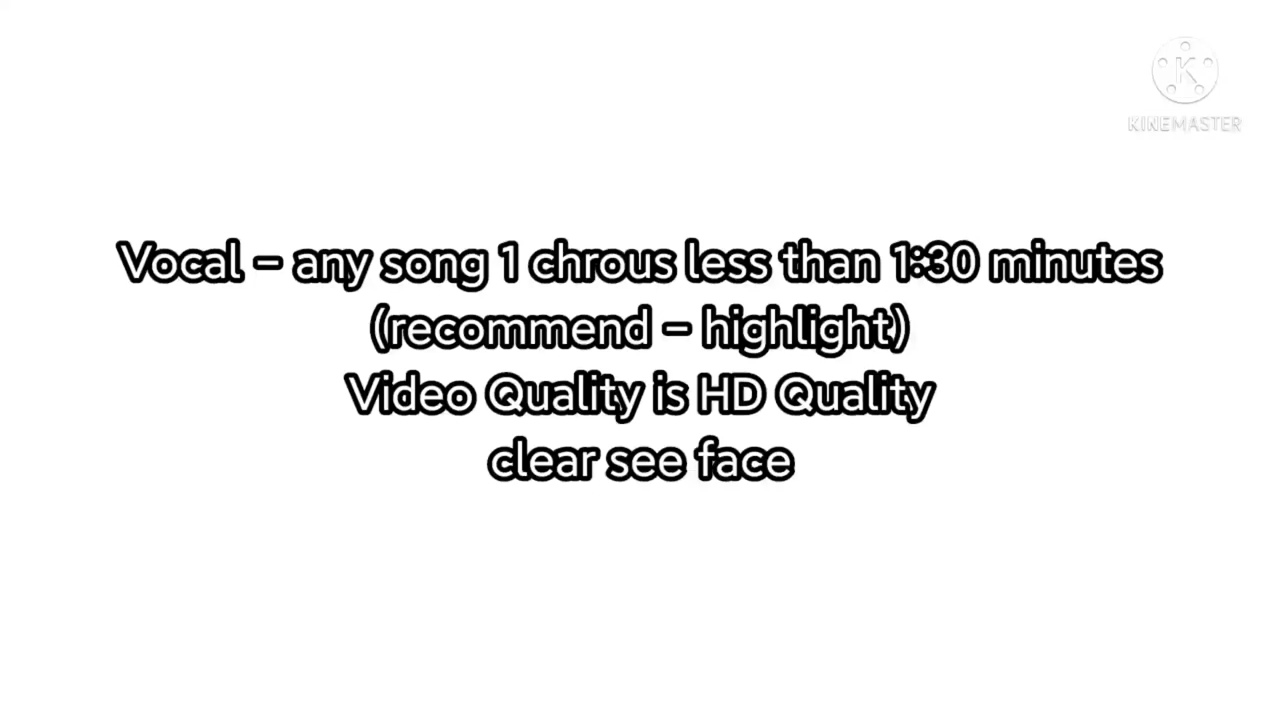 K
KINEMASTER
Vocal – any song 1 chrous less than 1:30 minutes
(recommend – highlight)
Video Quality is HD Quality
clear see face